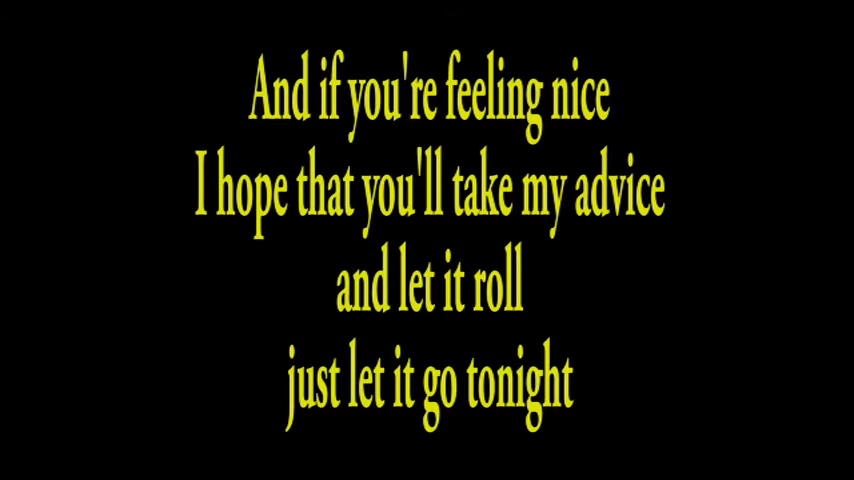 And if you're feeling nice
I hope that you'll take my advice
and let it roll
just let it go tonight